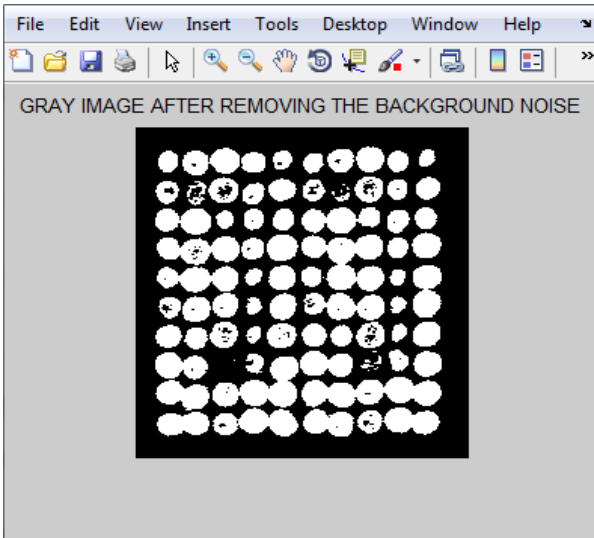 File Edit View Insert Tools Desktop Window Help
GRAY IMAGE AFTER REMOVING THE BACKGROUND NOISE